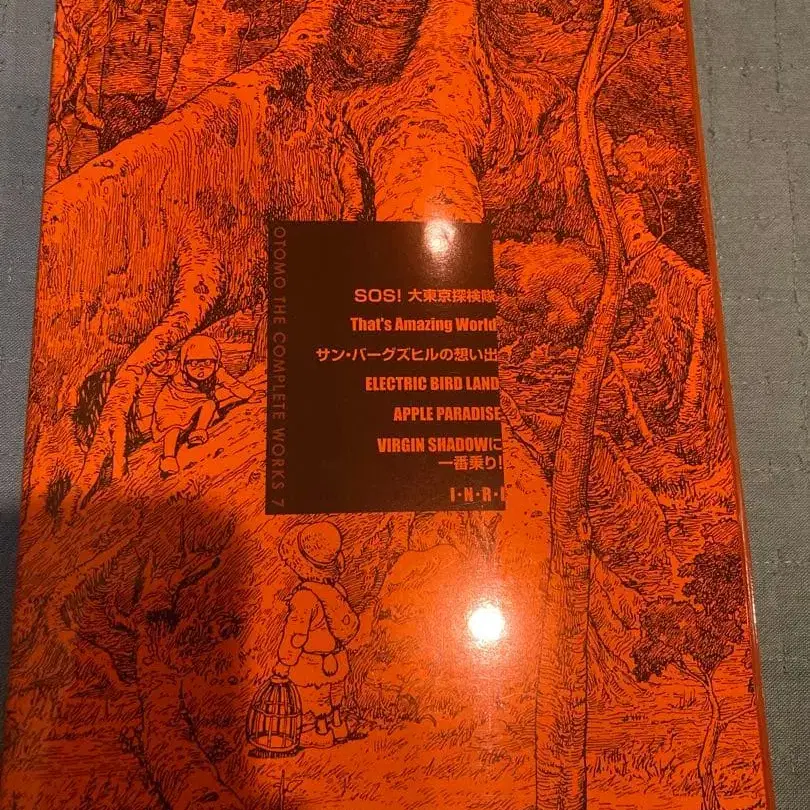 OTOMO THE COMPLETE WORKS 7
SOS! 大東京探検隊
That's Amazing World
サン・バーグズヒルの想い出
ELECTRIC BIRD LAND
APPLE PARADISE
VIRGIN SHADOWに
一番乗り!
I・N・R・I